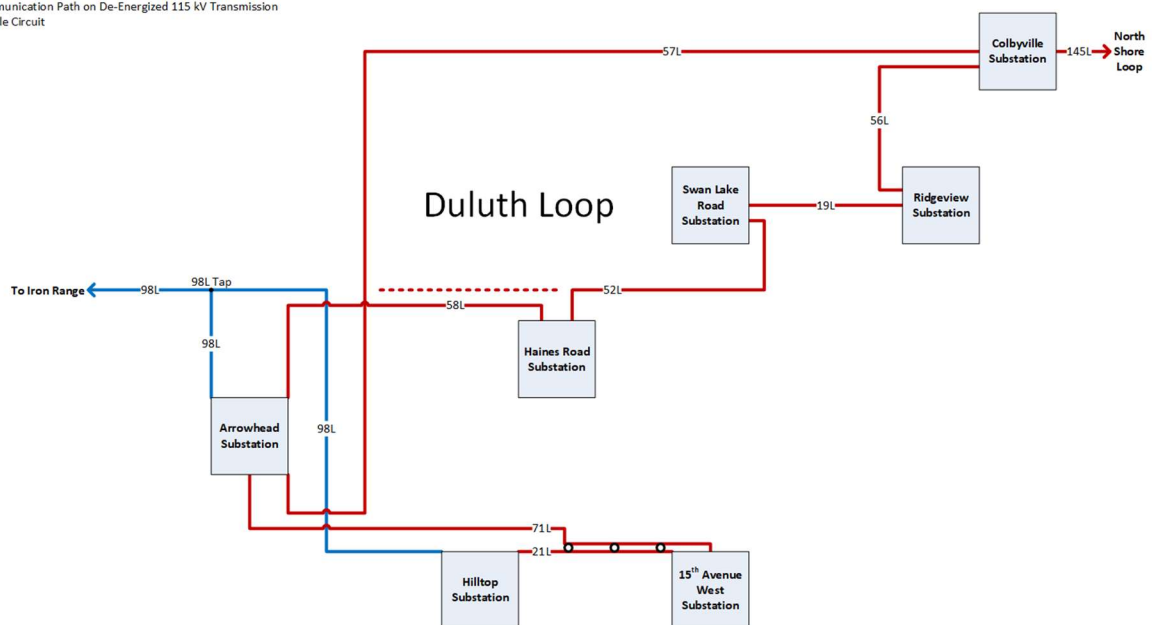 Path on De-Energized 115 kV Transmission
Circuit
57L
Colbyville
Substation
145L
North
Shore
Loop
56L
Duluth Loop
Swan Lake
Road
Substation
19L
Ridgeview
Substation
To Iron Range
98L
98L Tap
52L
58L
98L
Haines Road
Substation
Arrowhead
Substation
98L
71L
21L
Hilltop
Substation
15th Avenue
West
Substation